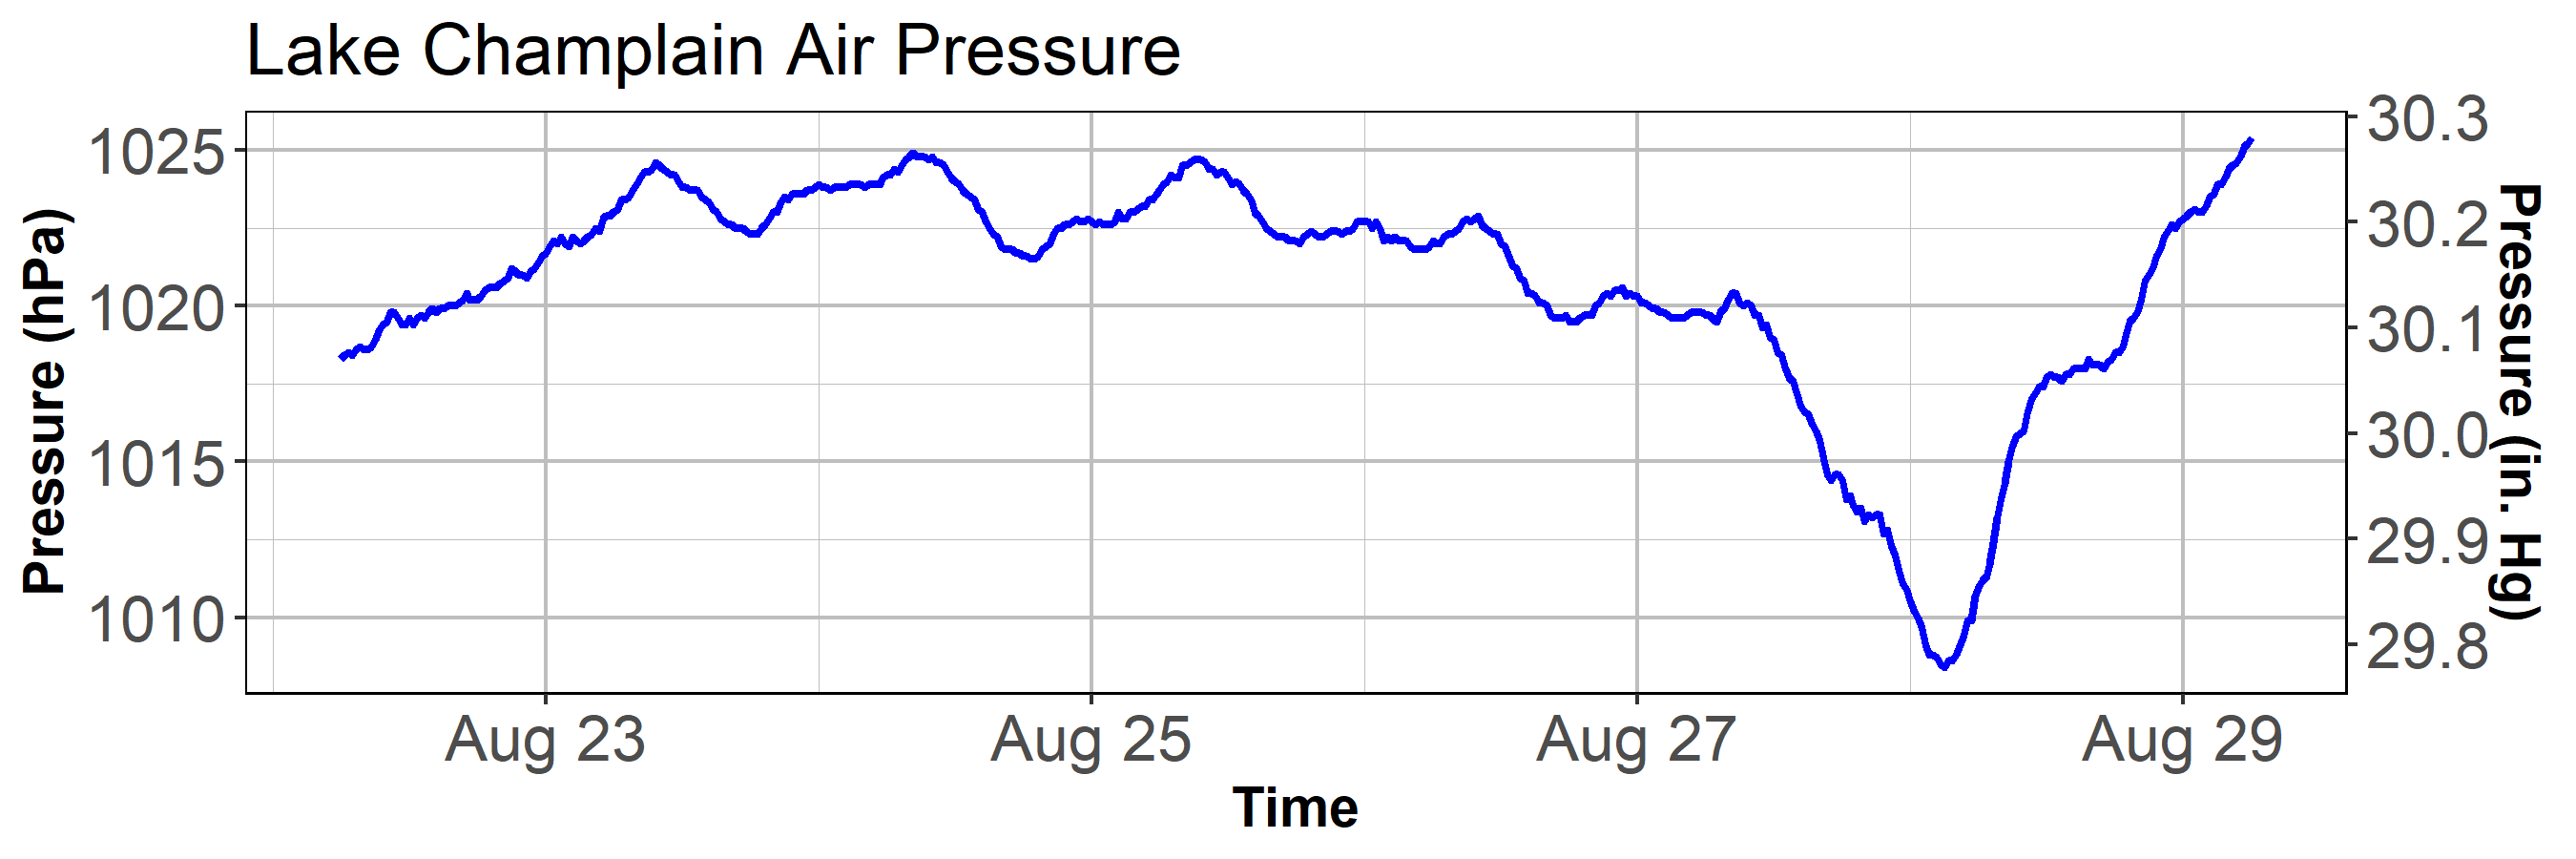 Lake Champlain Air Pressure
Pressure (hPa)
1025
1020
1015
1010
30.3
30.2
30.1
30.0
29.9
29.8
Pressure (in. Hg)
Aug 23 Aug 25 Aug 27 Aug 29
Time